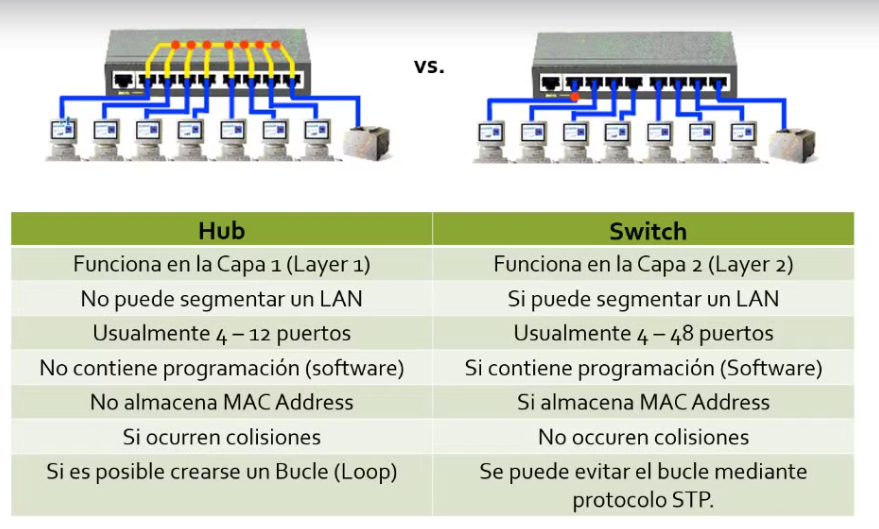 vs.
Hub
Switch
Funciona en la Capa 1 (Layer 1)
Funciona en la Capa 2 (Layer 2)
No puede segmentar un LAN
Si puede segmentar un LAN
Usualmente 4 – 12 puertos
Usualmente 4 – 48 puertos
No contiene programación (software)
Si contiene programación (Software)
No almacena MAC Address
Si almacena MAC Address
Si ocurren colisiones
No occuren colisiones
Si es posible crearse un Bucle (Loop)
Se puede evitar el bucle mediante
protocolo STP.